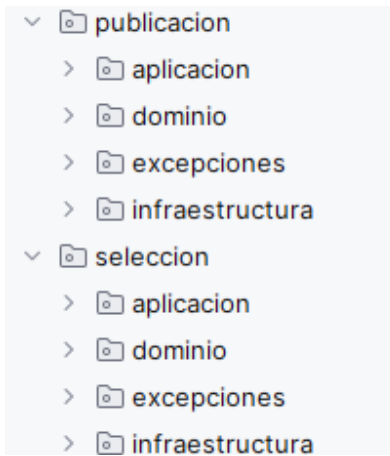 publicacion
aplicacion
dominio
excepciones
infraestructura
seleccion
aplicacion
dominio
excepciones
infraestructura